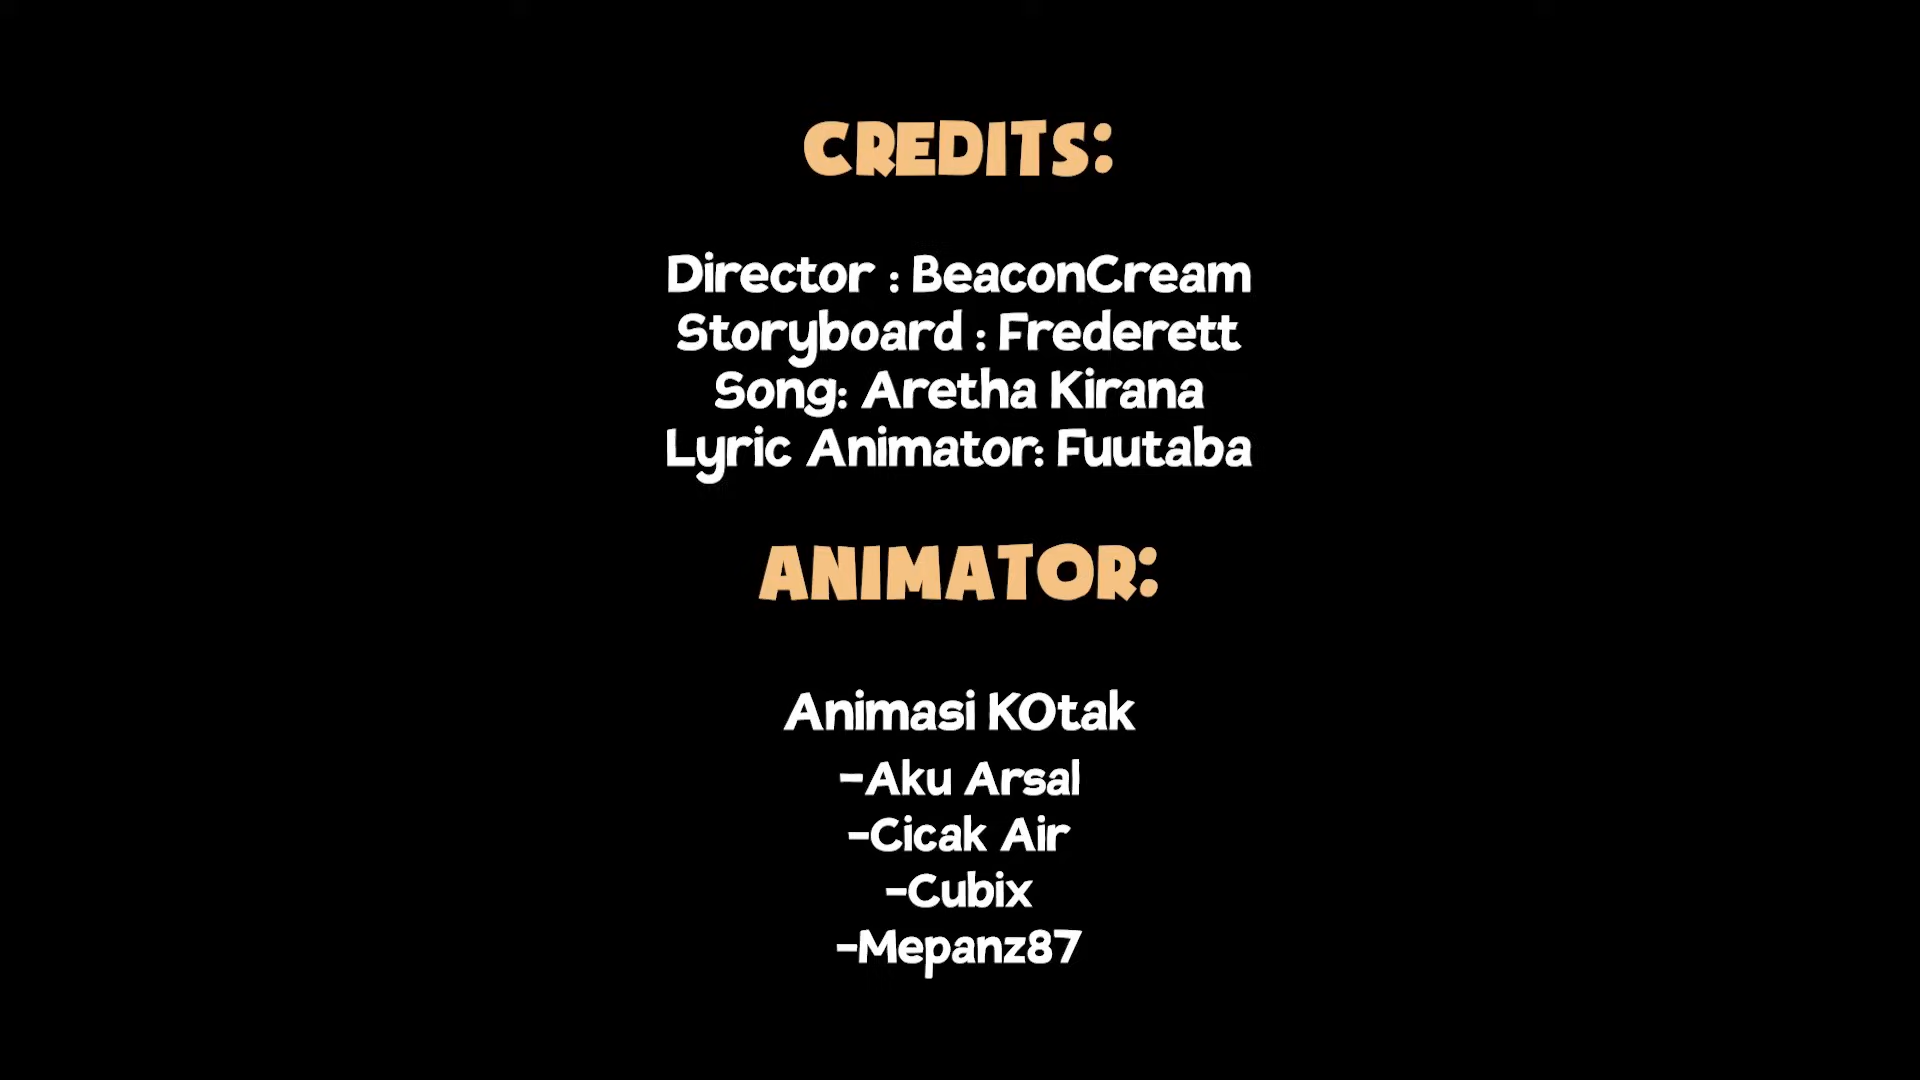 CREDITS:
Director : BeaconCream
Storyboard : Frederett
Song: Aretha Kirana
Lyric Animator: Fuutaba
ANIMATOR:
Animasi KOtak
-Aku Arsal
-Cicak Air
-Cubix
-Mepanz87